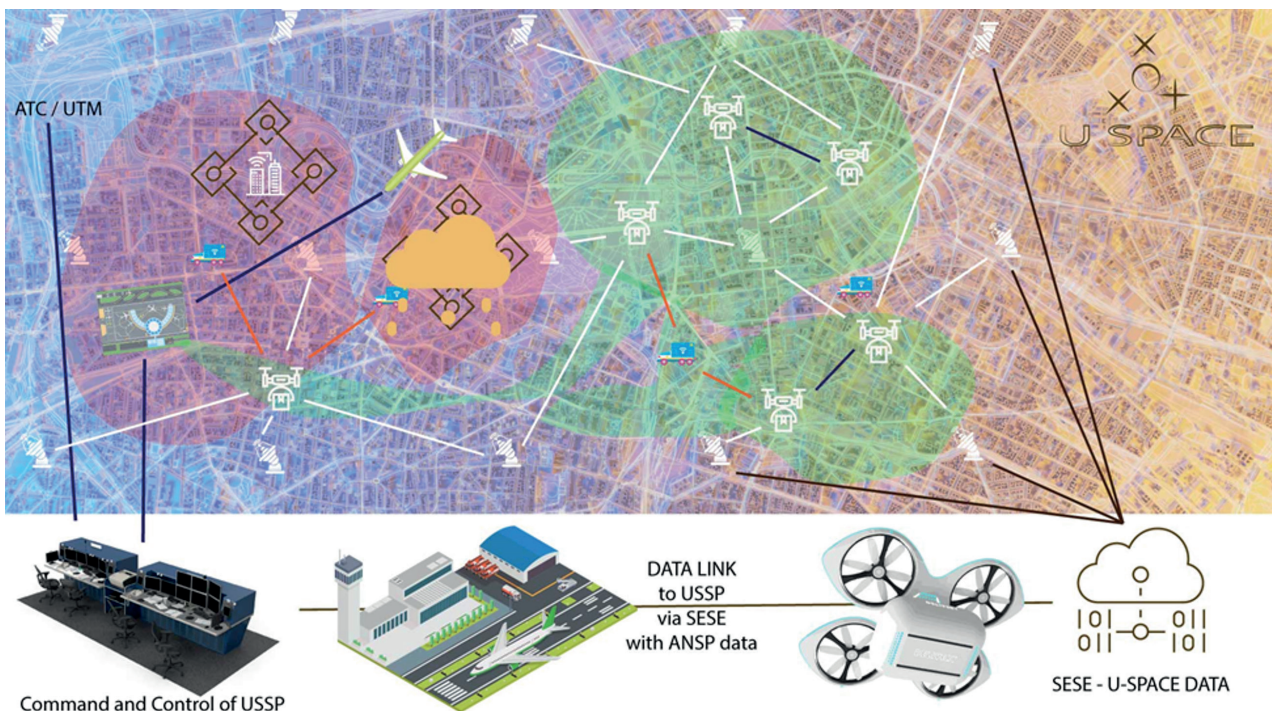 ATC / UTM
U SPACE
DATA LINK
to USSP
via SESE
with ANSP data
Command and Control of USSP
SESE - U-SPACE DATA